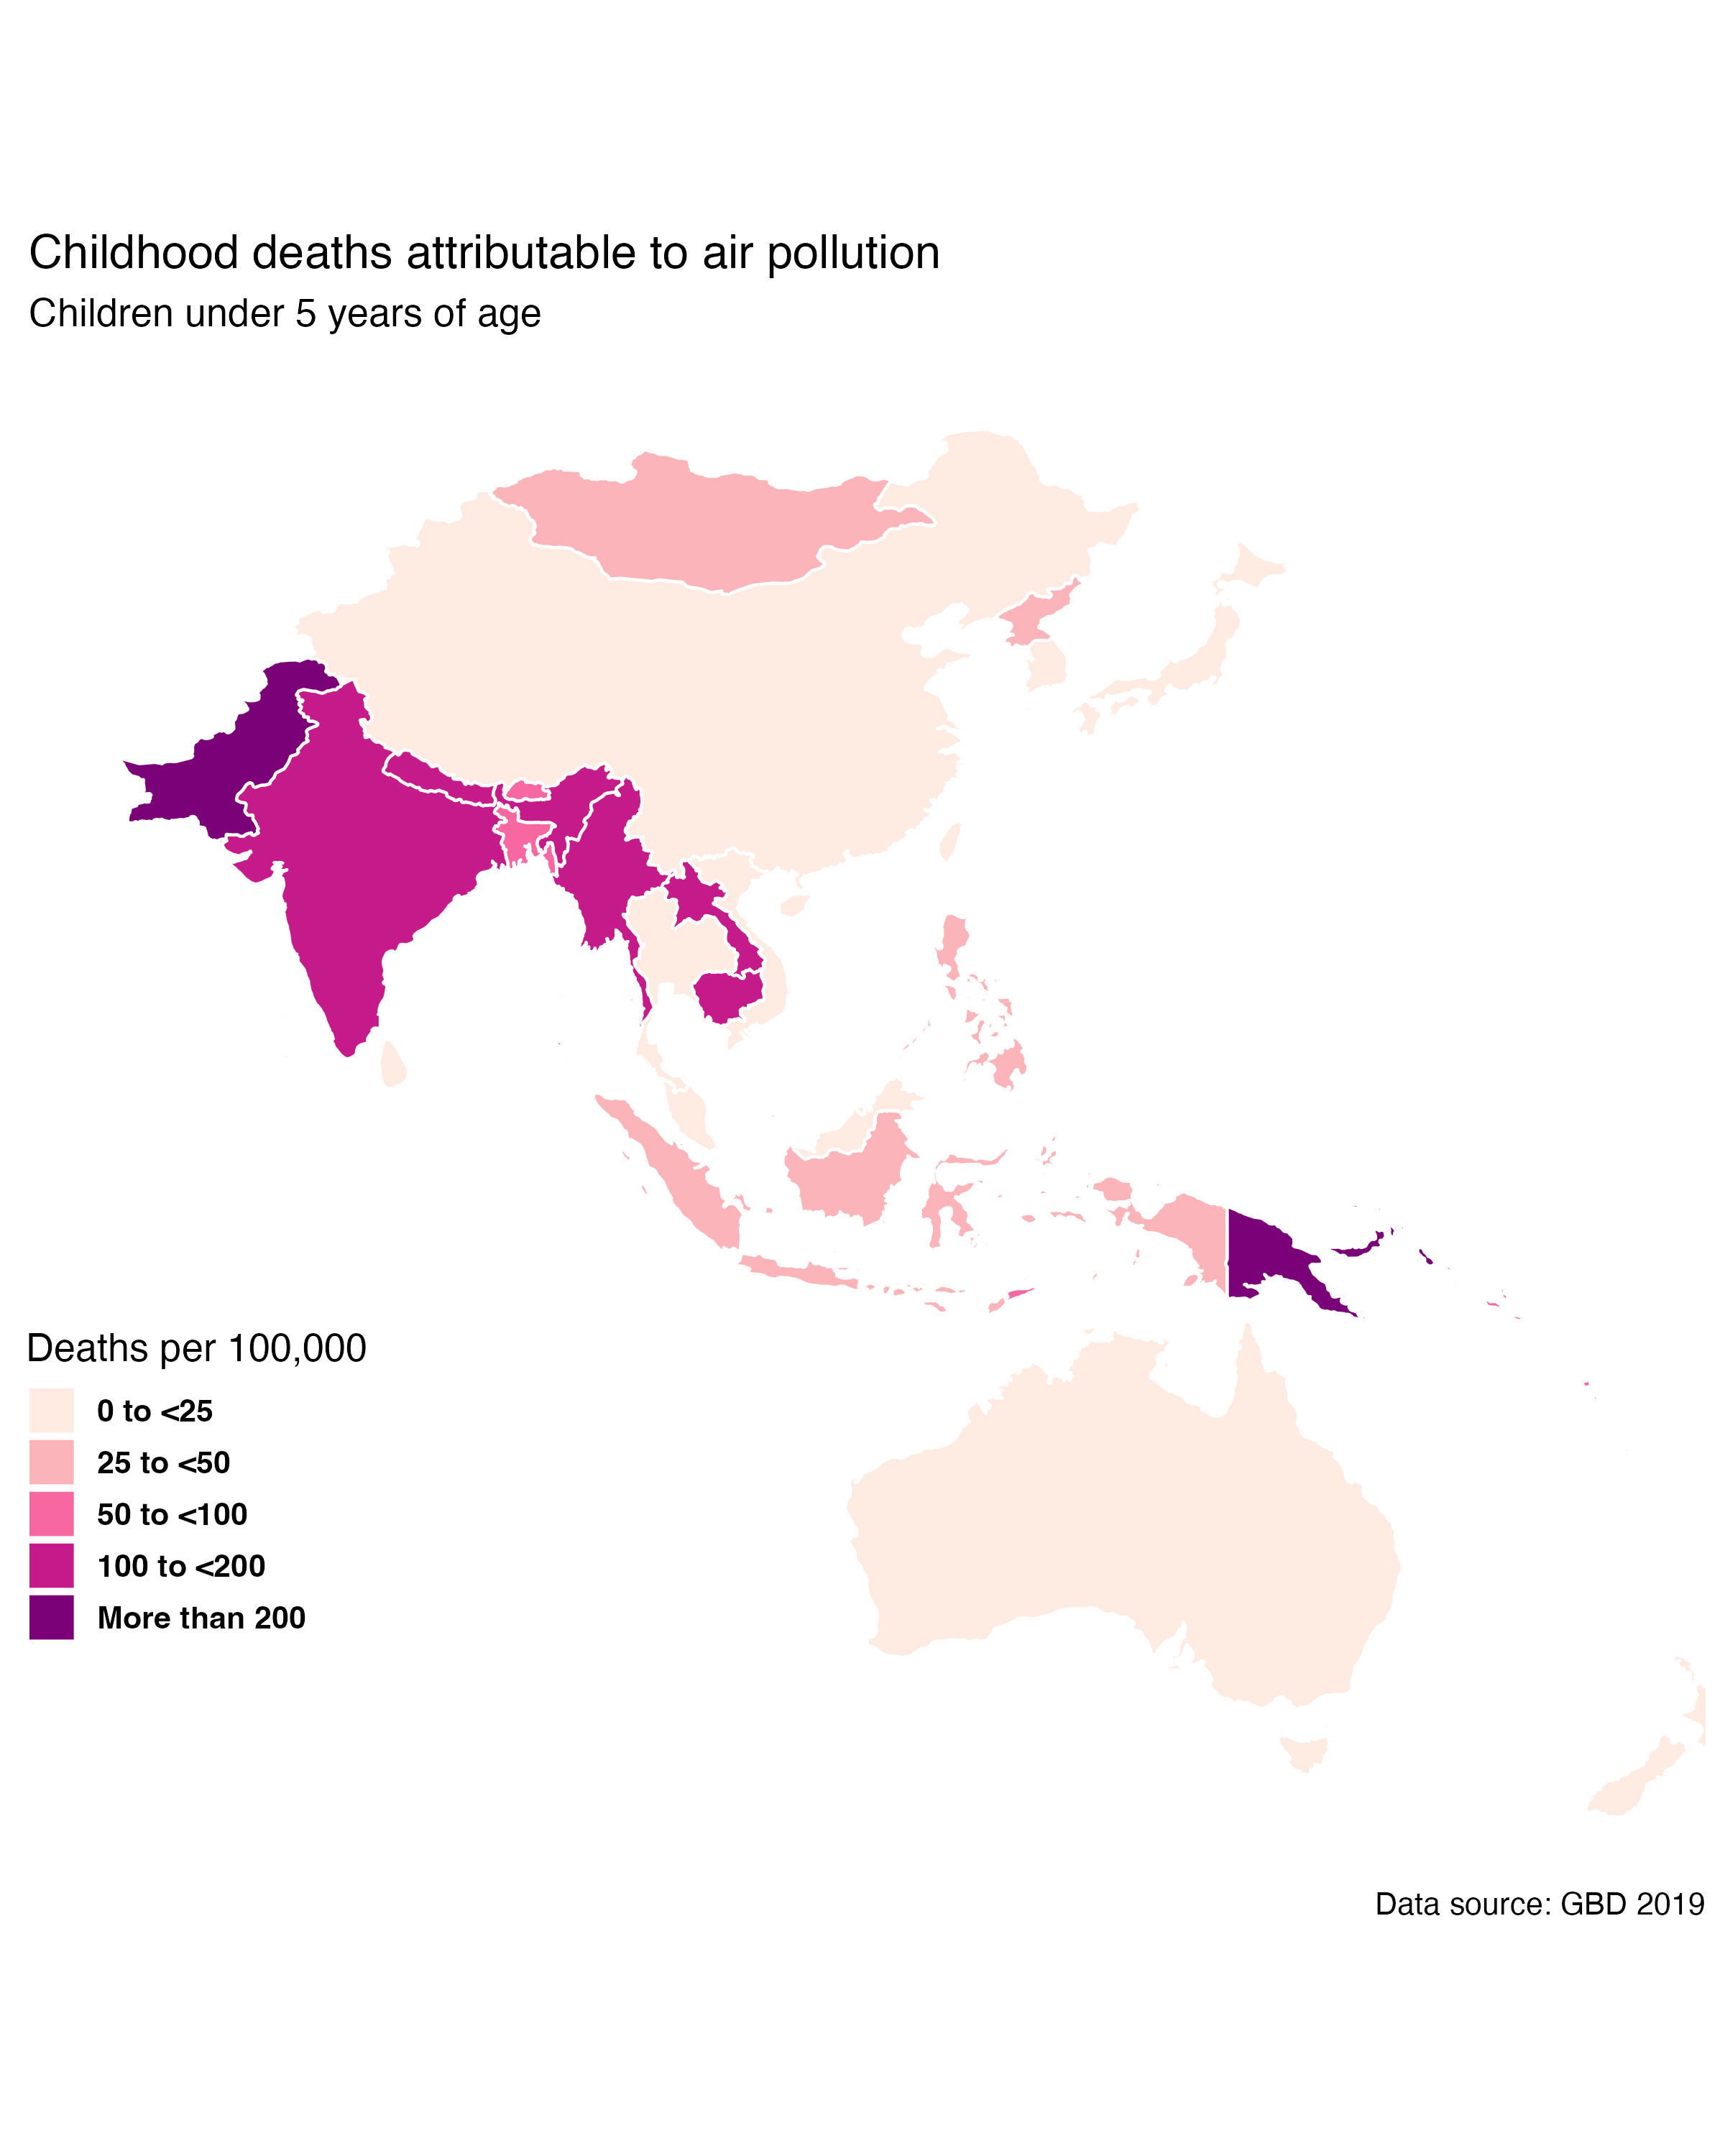 Childhood deaths attributable to air pollution
Children under 5 years of age
Deaths per 100,000
0 to <25
25 to <50
50 to <100
100 to <200
More than 200
Data source: GBD 2019